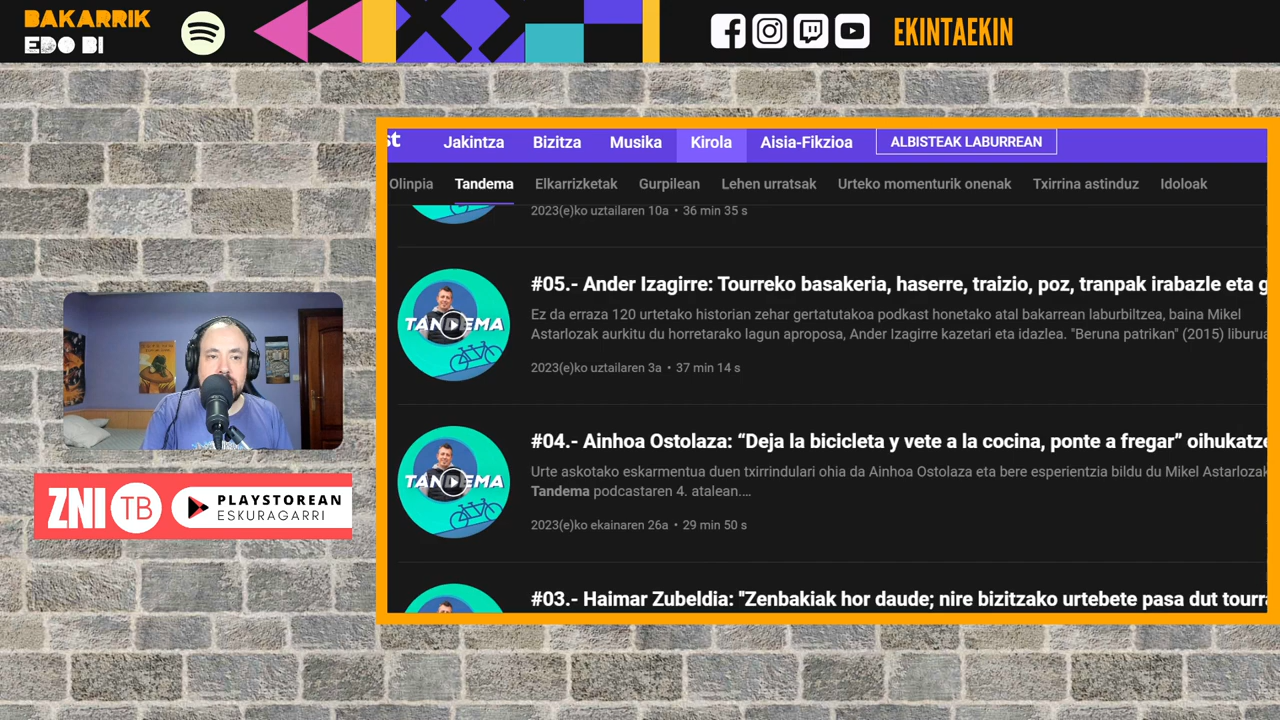 BAKARRIK
EDO BI
EKINTAEKIN
st Jakintza Bizitza Musika Kirola Aisia-Fikzioa ALBISTEAK LABURREAN
Olinpia Tandema Elkarrizketak Gurpilean Lehen urratsak Urteko momenturik onenak Txirrina astinduz Idoloak
2023(e)ko uztailaren 10a • 36 min 35 s
#05.- Ander Izagirre: Tourreko basakeria, haserre, traizio, poz, tranpak irabazle eta g
TANDEMA
Ez da erraza 120 urtetako historian zehar gertatutakoa podkast honetako atal bakarrean laburbiltzea, baina Mikel
Astarlozak aurkitu du horretarako lagun aproposa, Ander Izagirre kazetari eta idazlea. "Beruna patrikan" (2015) liburua
2023(e)ko uztailaren 3a • 37 min 14 s
#04.- Ainhoa Ostolaza: “Deja la bicicleta y vete a la cocina, ponte a fregar” oihukatze
TANDEMA
Urte askotako eskarmentua duen txirrindulari ohia da Ainhoa Ostolaza eta bere esperientzia bildu du Mikel Astarlozak
Tandema podcastaren 4. atalean....
2023(e)ko ekainaren 26a • 29 min 50 s
#03.- Haimar Zubeldia: "Zenbakiak hor daude; nire bizitzako urtebete pasa dut tourra
ZNI TB
PLAYSTOREAN
ESKURAGARRI